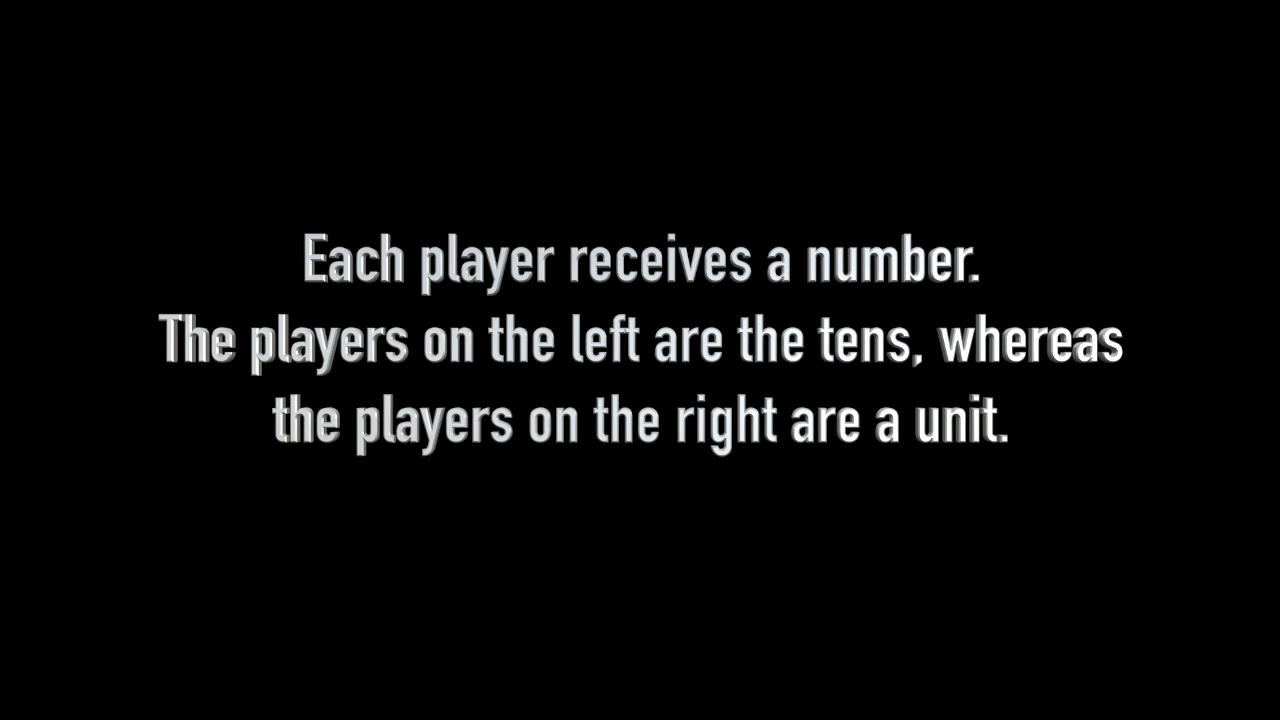 Each player receives a number.
The players on the left are the tens, whereas
the players on the right are a unit.